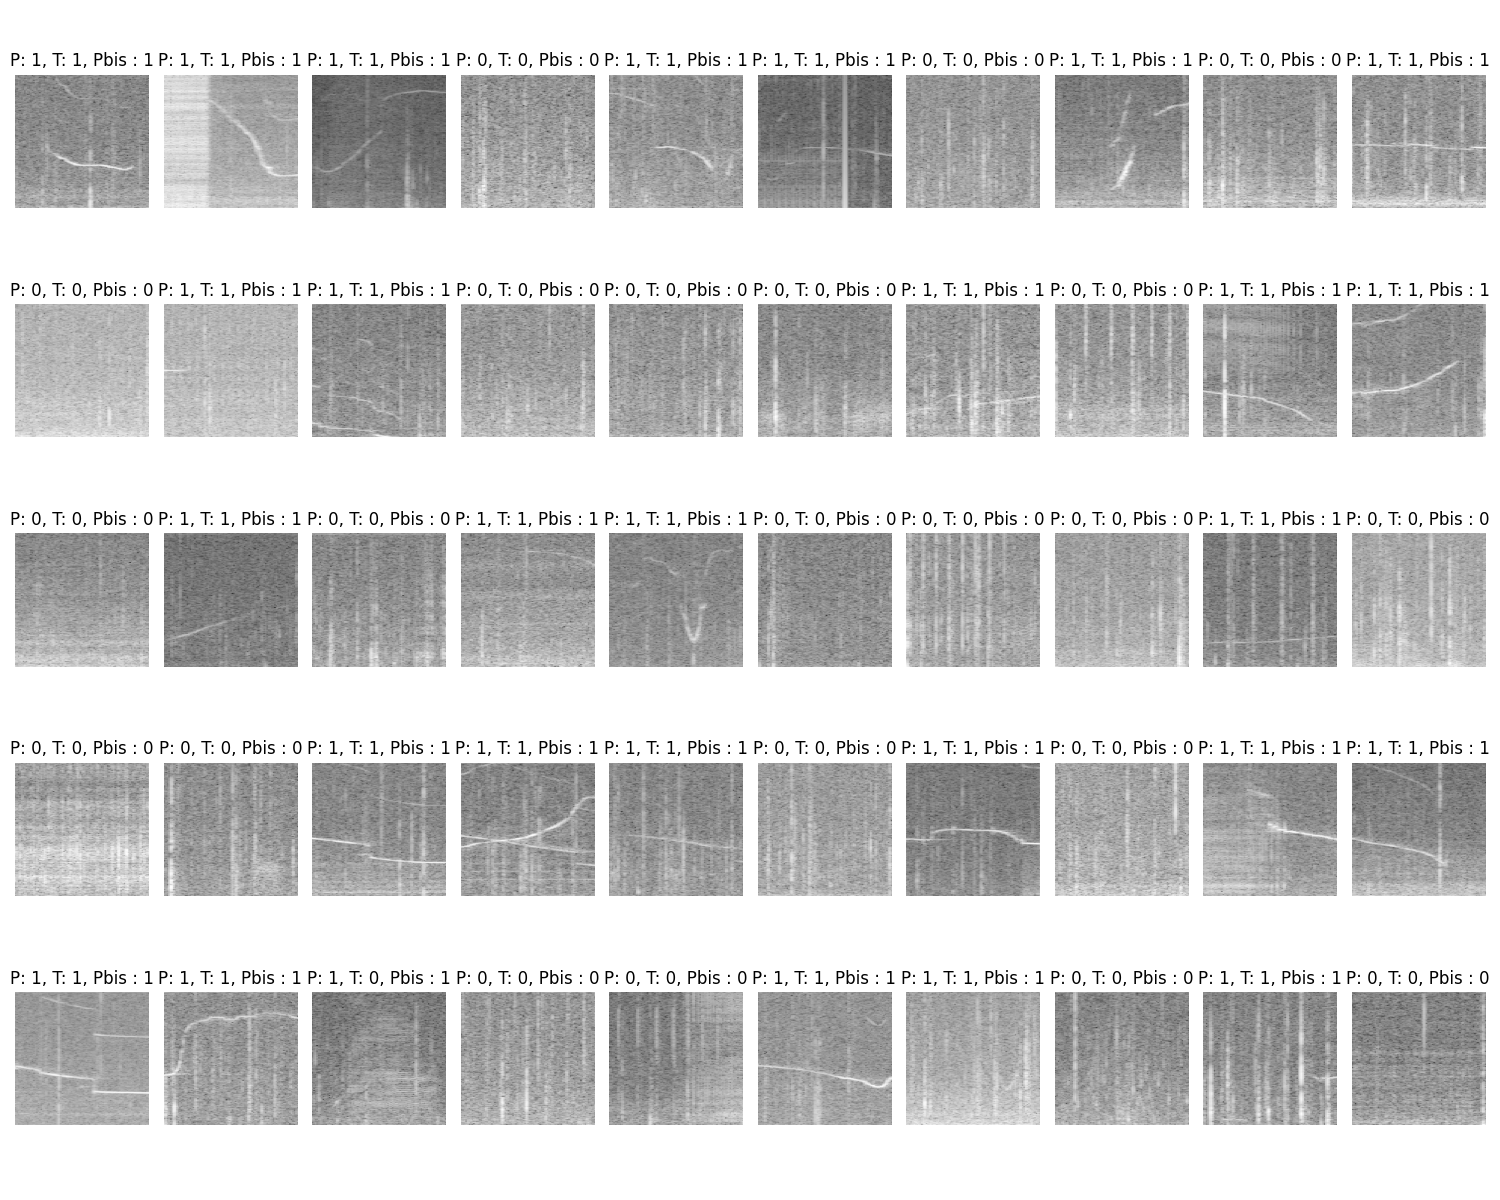 P: 1, T: 1, Pbis : 1 P: 1, T: 1, Pbis : 1 P: 1, T: 1, Pbis : 1 P: 0, T: 0, Pbis : 0 P: 1, T: 1, Pbis : 1 P: 1, T: 1, Pbis : 1 P: 0, T: 0, Pbis : 0 P: 1, T: 1, Pbis : 1 P: 0, T: 0, Pbis : 0 P: 1, T: 1, Pbis : 1
P: 0, T: 0, Pbis : 0 P: 1, T: 1, Pbis : 1 P: 1, T: 1, Pbis : 1 P: 0, T: 0, Pbis : 0 P: 0, T: 0, Pbis : 0 P: 0, T: 0, Pbis : 0 P: 1, T: 1, Pbis : 1 P: 0, T: 0, Pbis : 0 P: 1, T: 1, Pbis : 1 P: 1, T: 1, Pbis : 1
P: 0, T: 0, Pbis : 0 P: 1, T: 1, Pbis : 1 P: 0, T: 0, Pbis : 0 P: 1, T: 1, Pbis : 1 P: 1, T: 1, Pbis : 1 P: 0, T: 0, Pbis : 0 P: 0, T: 0, Pbis : 0 P: 0, T: 0, Pbis : 0 P: 1, T: 1, Pbis : 1 P: 0, T: 0, Pbis : 0
P: 0, T: 0, Pbis : 0 P: 0, T: 0, Pbis : 0 P: 1, T: 1, Pbis : 1 P: 1, T: 1, Pbis : 1 P: 1, T: 1, Pbis : 1 P: 0, T: 0, Pbis : 0 P: 1, T: 1, Pbis : 1 P: 0, T: 0, Pbis : 0 P: 1, T: 1, Pbis : 1 P: 1, T: 1, Pbis : 1
P: 1, T: 1, Pbis : 1 P: 1, T: 1, Pbis : 1 P: 1, T: 0, Pbis : 1 P: 0, T: 0, Pbis : 0 P: 0, T: 0, Pbis : 0 P: 1, T: 1, Pbis : 1 P: 1, T: 1, Pbis : 1 P: 0, T: 0, Pbis : 0 P: 1, T: 1, Pbis : 1 P: 0, T: 0, Pbis : 0